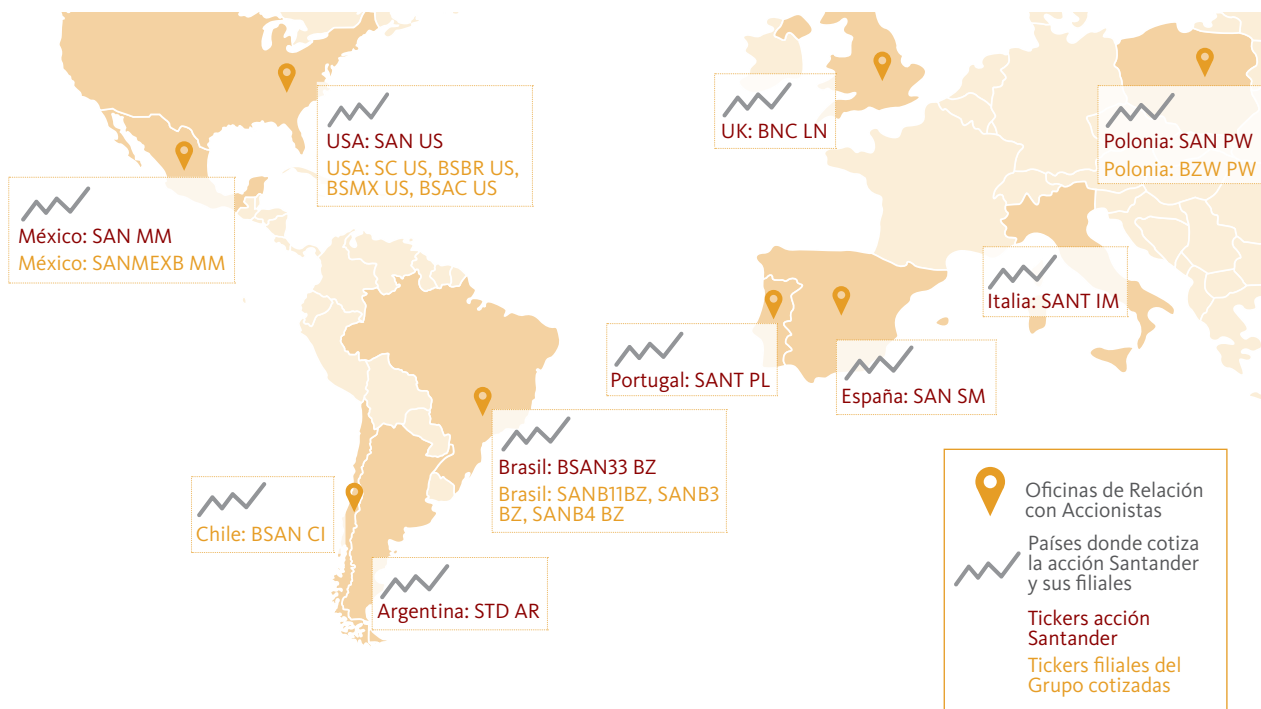 USA: SAN US
USA: SC US, BSBR US,
BSMX US, BSAC US
UK: BNC LN
Polonia: SAN PW
Polonia: BZW PW
México: SAN MM
México: SANMEXB MM
Italia: SANT IM
Portugal: SANT PL
España: SAN SM
Brasil: BSAN33 BZ
Brasil: SANB11BZ, SANB3
BZ, SANB4 BZ
Chile: BSAN CI
Argentina: STD AR
Oficinas de Relación
con Accionistas
Países donde cotiza
la acción Santander
y sus filiales
Tickers acción
Santander
Tickers filiales del
Grupo cotizadas